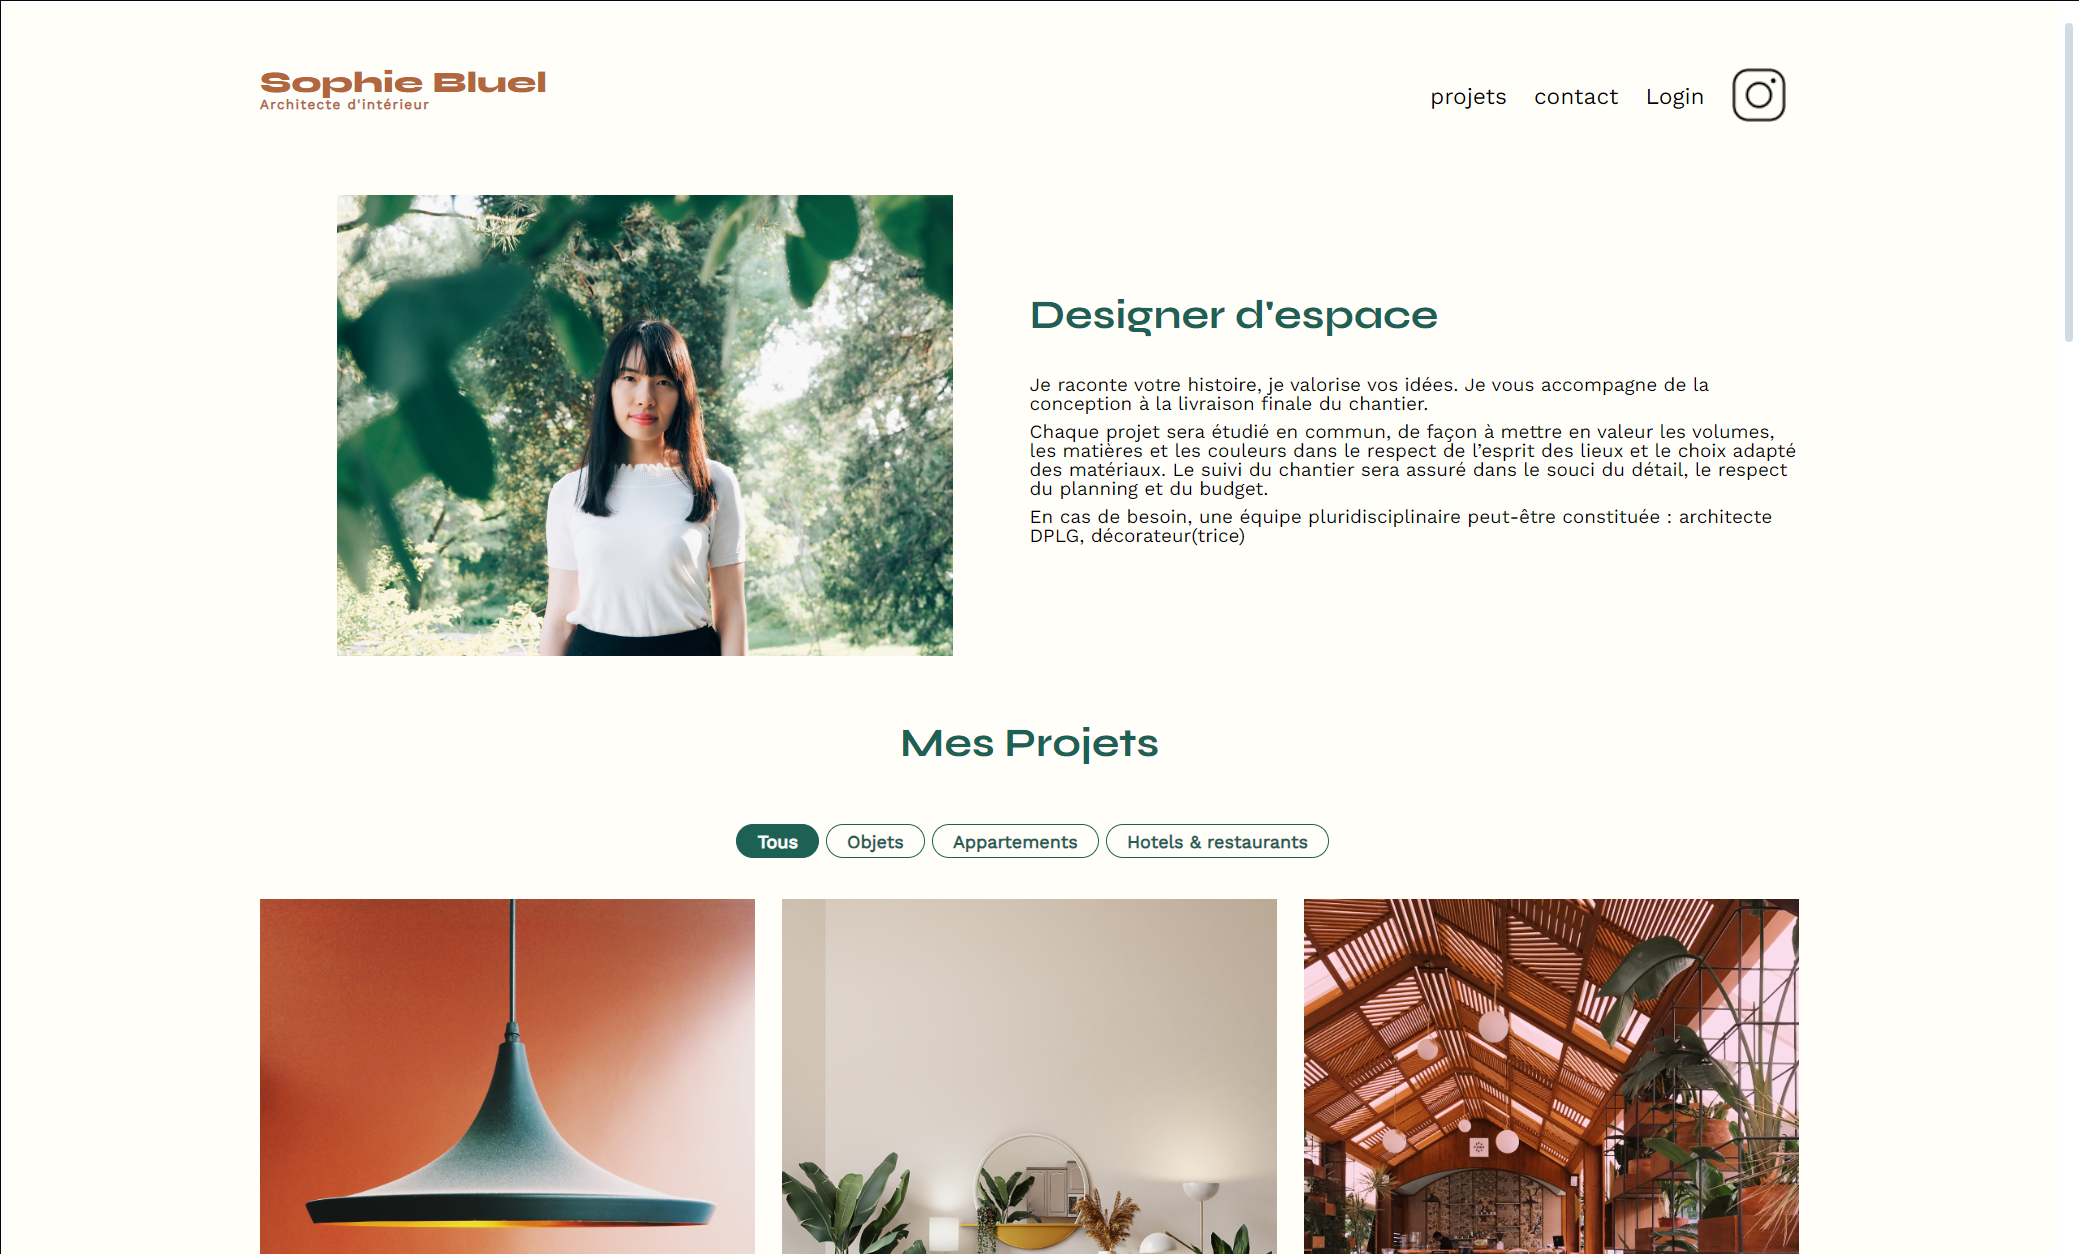 Sophie Bluel
Architecte d'intérieur
projets contact Login
Designer d'espace
Je raconte votre histoire, je valorise vos idées. Je vous accompagne de la
conception à la livraison finale du chantier.
Chaque projet sera étudié en commun, de façon à mettre en valeur les volumes,
les matières et les couleurs dans le respect de l’esprit des lieux et le choix adapté
des matériaux. Le suivi du chantier sera assuré dans le souci du détail, le respect
du planning et du budget.
En cas de besoin, une équipe pluridisciplinaire peut-être constituée : architecte
DPLG, décorateur(trice)
Mes Projets
Tous Objets Appartements Hotels & restaurants